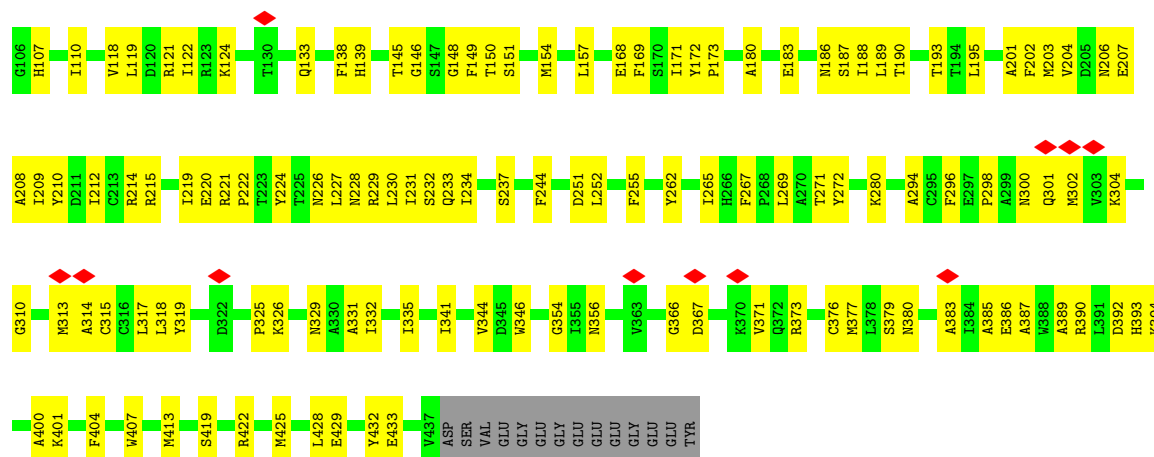 G106 H107 I110 V118 L119 D120 R121 I122 R123 K124 T130 Q133 F138 H139 T145 G146 S147 G148 F149 T150 S151 M154 L157 E168 F169 S170 I171 Y172 P173 A180 E183 N186 S187 I188 L189 T190 T193 T194 L195 A201 F202 M203 V204 D205 N206 E207
A208 I209 Y210 D211 I212 C213 R214 R215 I219 E220 R221 P222 T223 Y224 T225 N226 L227 N228 R229 L230 I231 S232 Q233 I234 S237 F244 D251 L252 F255 Y262 I265 H266 F267 P268 L269 A270 T271 Y272 K280 A294 C295 F296 E297 P298 A299 N300 Q301 M302 V303 K304
G310 M313 A314 C315 C316 L317 L318 Y319 D322 P325 K326 N329 A330 A331 I332 I335 I341 V344 D345 W346 G354 I355 N356 V363 G366 D367 K370 V371 Q372 R373 C376 M377 L378 S379 N380 A383 I384 A385 E386 A387 W388 A389 R390 L391 D392 H393
A400 K401 F404 W407 M413 S419 R422 M425 L428 E429 Y432 E433 V437 ASP SER VAL GLU GLY GLU GLY GLU GLU GLU GLY GLU GLU TYR